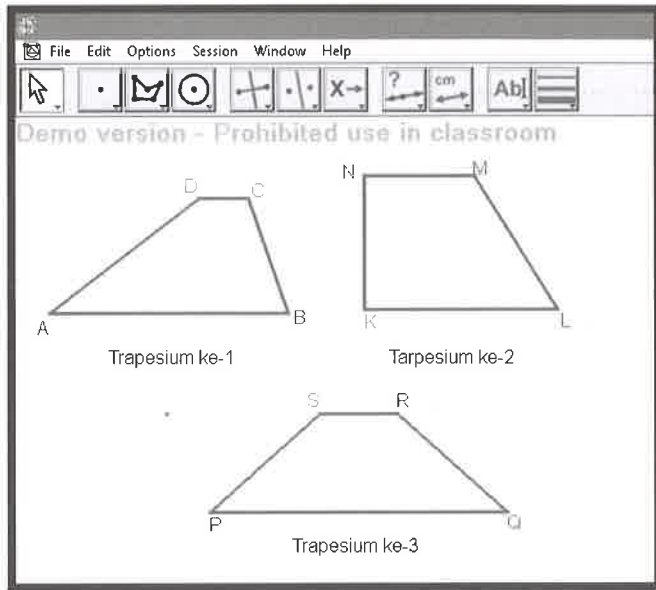 File Edit Options Session Window Help
X ? cm Ab
Demo version - Prohibited use in classroom
D C N M
A B K L
Trapesium ke-1 Tarpesium ke-2
S R
P Q
Trapesium ke-3